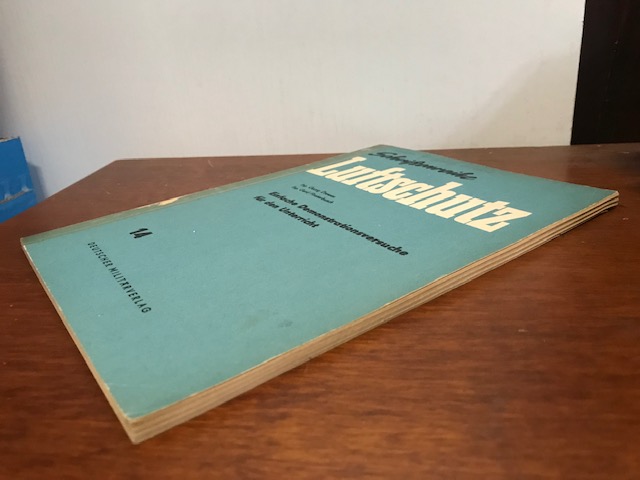 Schriftenreihe
Luftschutz
Einfache Demonstrationsversuche
für den Unterricht
14
DEUTSCHER MILITÄRVERLAG